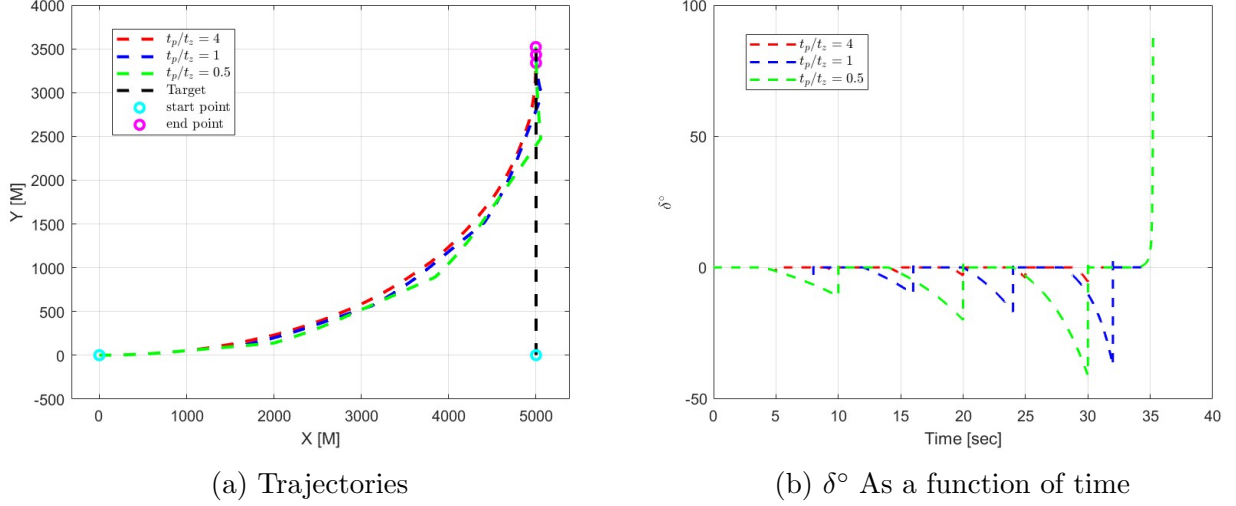 4000
3500
3000
2500
2000
1500
1000
500
0
-500
Y [M]
t_p/t_z = 4
t_p/t_z = 1
t_p/t_z = 0.5
Target
start point
end point
0 1000 2000 3000 4000 5000
X [M]
(a) Trajectories
100
50
0
-50
δ°
t_p/t_z = 4
t_p/t_z = 1
t_p/t_z = 0.5
0 5 10 15 20 25 30 35 40
Time [sec]
(b) δ° As a function of time